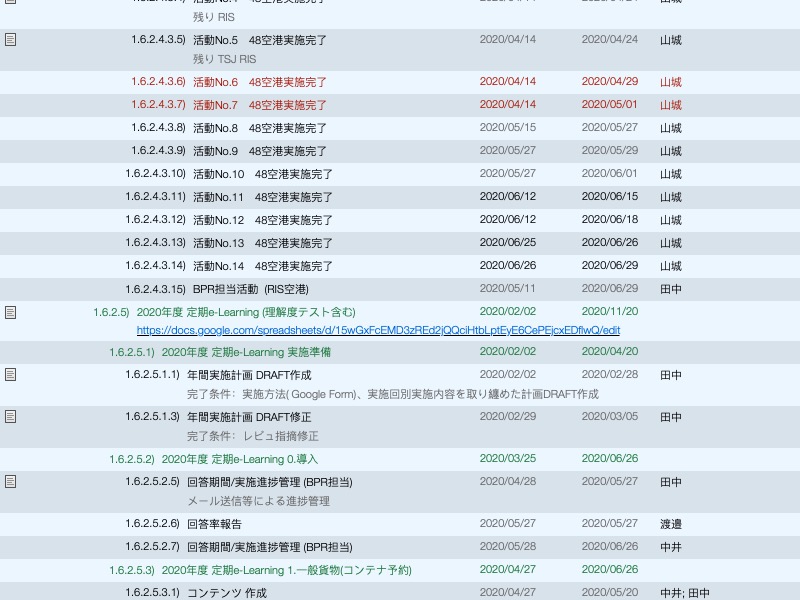 残り RIS
1.6.2.4.3.5) 活動No.5 48空港実施完了 2020/04/14 2020/04/24 山城
残り TSJ RIS
1.6.2.4.3.6) 活動No.6 48空港実施完了 2020/04/14 2020/04/29 山城
1.6.2.4.3.7) 活動No.7 48空港実施完了 2020/04/14 2020/05/01 山城
1.6.2.4.3.8) 活動No.8 48空港実施完了 2020/05/15 2020/05/27 山城
1.6.2.4.3.9) 活動No.9 48空港実施完了 2020/05/27 2020/05/29 山城
1.6.2.4.3.10) 活動No.10 48空港実施完了 2020/05/27 2020/06/01 山城
1.6.2.4.3.11) 活動No.11 48空港実施完了 2020/06/12 2020/06/15 山城
1.6.2.4.3.12) 活動No.12 48空港実施完了 2020/06/12 2020/06/18 山城
1.6.2.4.3.13) 活動No.13 48空港実施完了 2020/06/25 2020/06/26 山城
1.6.2.4.3.14) 活動No.14 48空港実施完了 2020/06/26 2020/06/29 山城
1.6.2.4.3.15) BPR担当活動 (RIS空港) 2020/05/11 2020/06/29 田中
1.6.2.5) 2020年度 定期e-Learning (理解度テスト含む) 2020/02/02 2020/11/20
https://docs.google.com/spreadsheets/d/15wGxFcEMD3zREd2jQQciHtbLptEyE6CePEjcxEDflwQ/edit
1.6.2.5.1) 2020年度 定期e-Learning 実施準備 2020/02/02 2020/04/20
1.6.2.5.1.1) 年間実施計画 DRAFT作成 2020/02/02 2020/02/28 田中
完了条件：実施方法( Google Form)、実施回別実施内容を取り纏めた計画DRAFT作成
1.6.2.5.1.3) 年間実施計画 DRAFT修正 2020/02/29 2020/03/05 田中
完了条件：レビュ指摘修正
1.6.2.5.2) 2020年度 定期e-Learning 0.導入 2020/03/25 2020/06/26
1.6.2.5.2.5) 回答期間/実施進捗管理 (BPR担当) 2020/04/28 2020/05/27 田中
メール送信等による進捗管理
1.6.2.5.2.6) 回答率報告 2020/05/27 2020/05/27 渡邉
1.6.2.5.2.7) 回答期間/実施進捗管理 (BPR担当) 2020/05/28 2020/06/26 中井
1.6.2.5.3) 2020年度 定期e-Learning 1.一般貨物(コンテナ予約) 2020/04/27 2020/06/26
1.6.2.5.3.1) コンテンツ 作成 2020/04/27 2020/05/20 中井; 田中